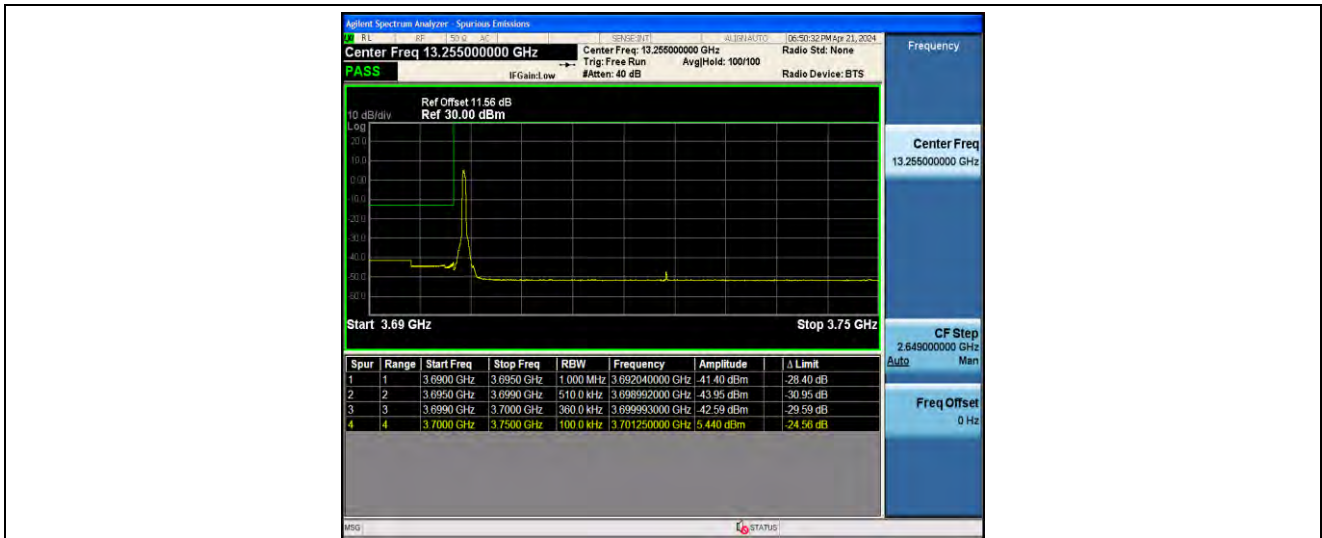 Agilent Spectrum Analyzer - Spurious Emissions
RL RF 50 Ω AC SENSE:INT ALIGN AUTO 06:50:32 PM Apr 21, 2024
Center Freq 13.255000000 GHz Center Freq: 13.255000000 GHz Radio Std: None
Trig: Free Run Avg|Hold: 100/100
PASS IFGain:Low #Atten: 40 dB Radio Device: BTS
Frequency
Ref Offset 11.56 dB
10 dB/div Ref 30.00 dBm
Log
20.0
10.0
0.00
-10.0
-20.0
-30.0
-40.0
-50.0
-60.0
Start 3.69 GHz Stop 3.75 GHz
Center Freq
13.255000000 GHz
CF Step
2.649000000 GHz
Auto Man
Freq Offset
0 Hz
Spur Range Start Freq Stop Freq RBW Frequency Amplitude Δ Limit
1 1 3.6900 GHz 3.6950 GHz 1.000 MHz 3.692040000 GHz -41.40 dBm -28.40 dB
2 2 3.6950 GHz 3.6990 GHz 510.0 kHz 3.698992000 GHz -43.95 dBm -30.95 dB
3 3 3.6990 GHz 3.7000 GHz 360.0 kHz 3.699993000 GHz -42.59 dBm -29.59 dB
4 4 3.7000 GHz 3.7500 GHz 100.0 kHz 3.701250000 GHz 5.440 dBm -24.56 dB
MSG STATUS